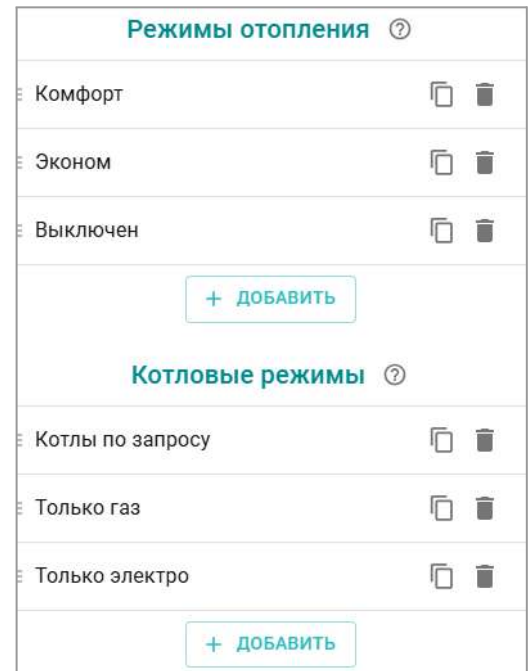 Режимы отопления ?
Комфорт
Эконом
Выключен
+ ДОБАВИТЬ
Котловые режимы ?
Котлы по запросу
Только газ
Только электро
+ ДОБАВИТЬ